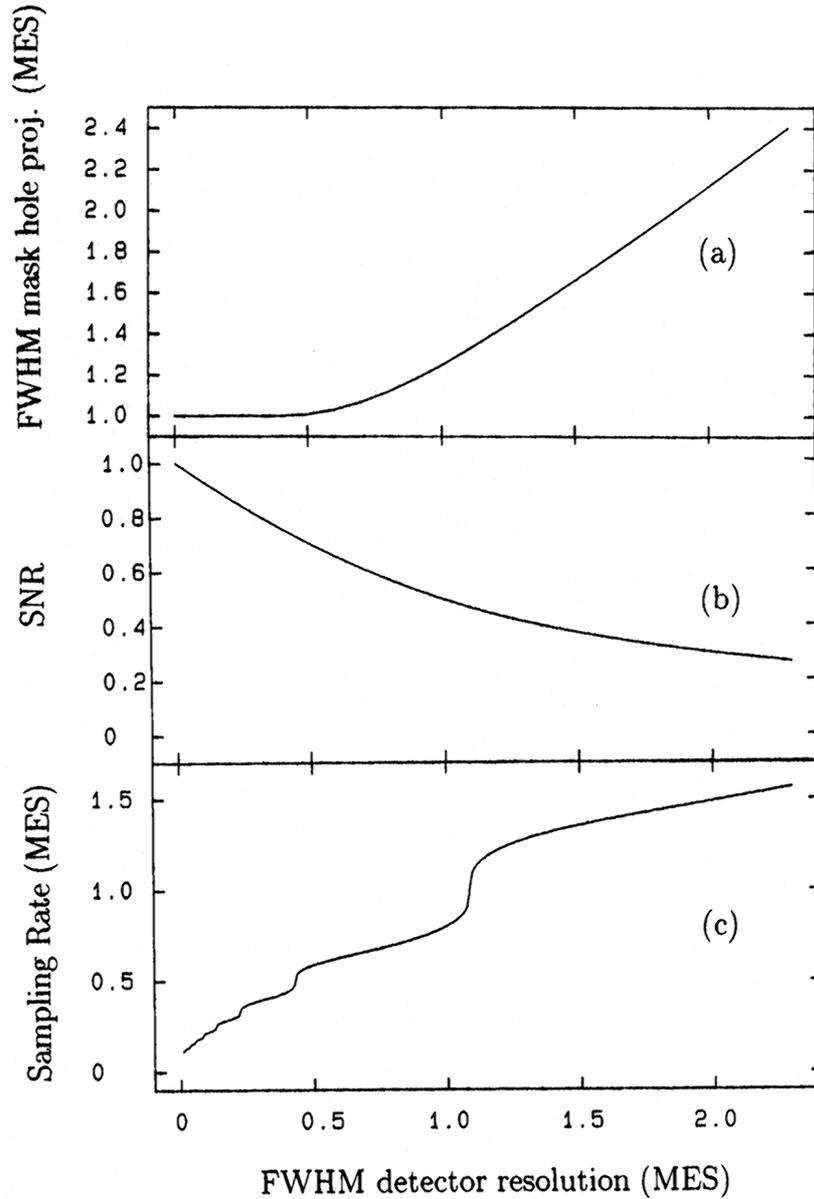 FWHM mask hole proj. (MES)
2.4
2.2
2.0
1.8
1.6
1.4
1.2
1.0
(a)
SNR
1.0
0.8
0.6
0.4
0.2
0
(b)
Sampling Rate (MES)
1.5
1.0
0.5
0
(c)
0 0.5 1.0 1.5 2.0
FWHM detector resolution (MES)